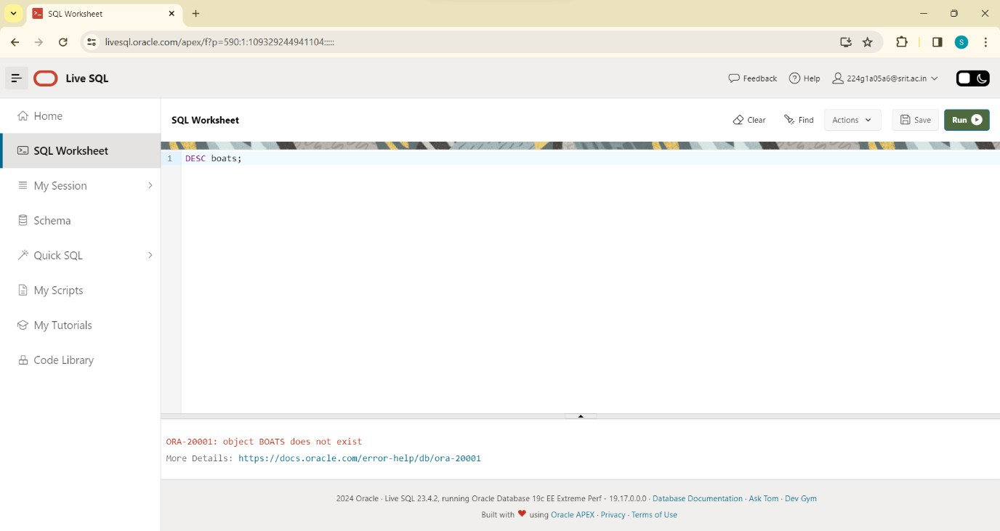 SQL Worksheet
livesql.oracle.com/apex/f?p=590:1:109329244941104:::::
S
Live SQL
Feedback
Help
224g1a05a6@srit.ac.in
Home
SQL Worksheet
My Session
Schema
Quick SQL
My Scripts
My Tutorials
Code Library
SQL Worksheet
Clear
Find
Actions
Save
Run
1 DESC boats;
ORA-20001: object BOATS does not exist
More Details: https://docs.oracle.com/error-help/db/ora-20001
2024 Oracle · Live SQL 23.4.2, running Oracle Database 19c EE Extreme Perf - 19.17.0.0.0 · Database Documentation · Ask Tom · Dev Gym
Built with ❤ using Oracle APEX · Privacy · Terms of Use